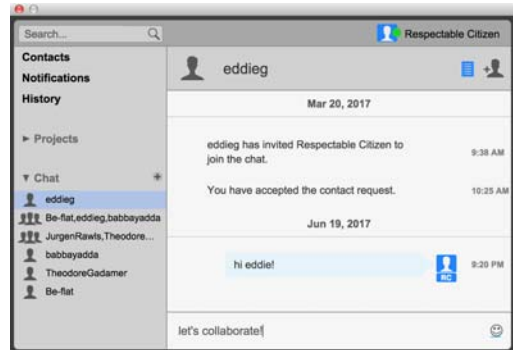 Search...
Respectable Citizen
Contacts
Notifications
History
Projects
Chat
eddieg
Be-flat,eddieg,babbayadda
JurgenRawls,Theodore...
babbayadda
TheodoreGadamer
Be-flat
eddieg
Mar 20, 2017
eddieg has invited Respectable Citizen to
join the chat.
9:38 AM
You have accepted the contact request.
10:25 AM
Jun 19, 2017
hi eddie!
RC
9:20 PM
let's collaborate!